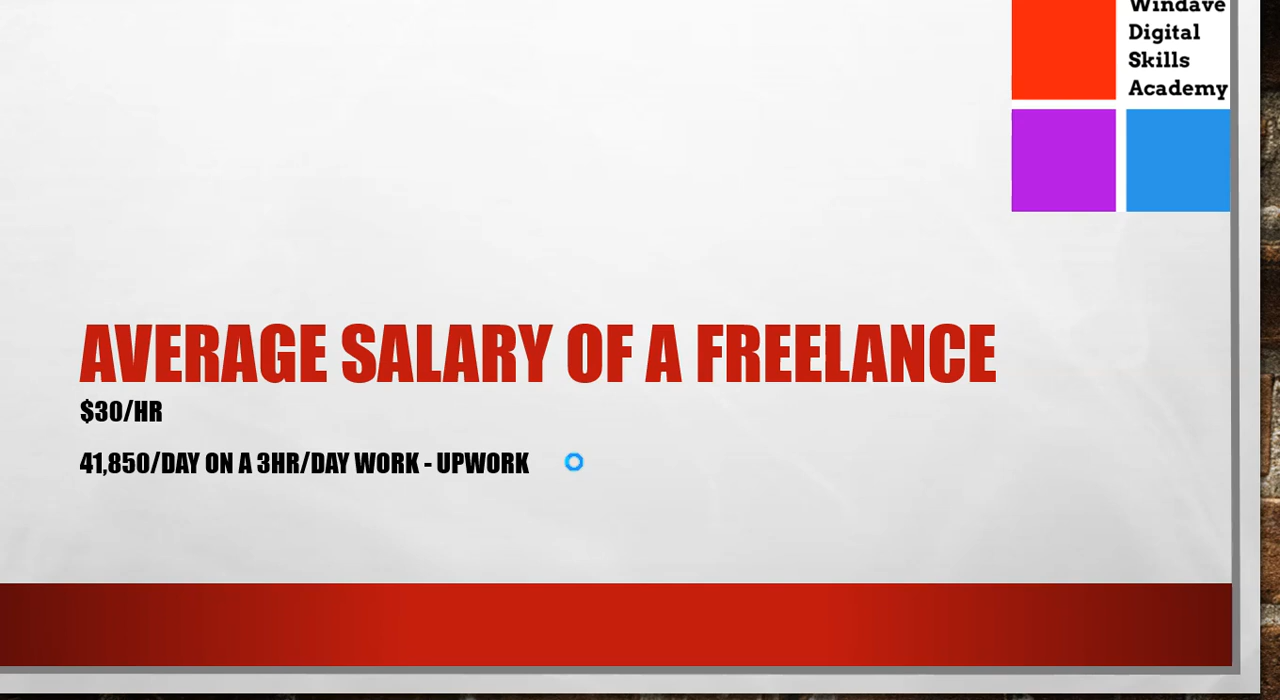 Windave
Digital
Skills
Academy
AVERAGE SALARY OF A FREELANCE
$30/HR
41,850/DAY ON A 3HR/DAY WORK - UPWORK